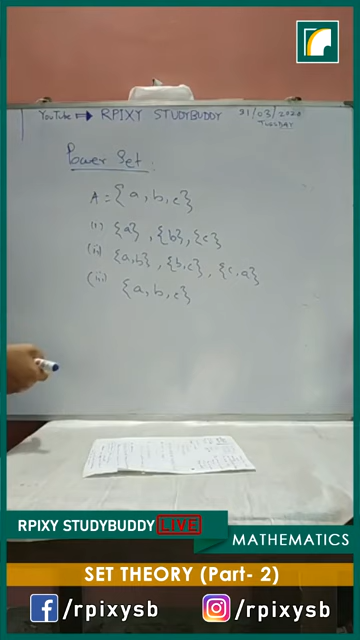 YouTube ⇒ RPIXY STUDYBUDDY 31/03/2020
TUESDAY
Power Set.
A = {a, b, c}
(i) {a}, {b}, {c}
(ii) {a, b}, {b, c}, {c, a}
(iii) {a, b, c}
RPIXY STUDYBUDDY LIVE
MATHEMATICS
SET THEORY (Part- 2)
/rpixysb /rpixysb